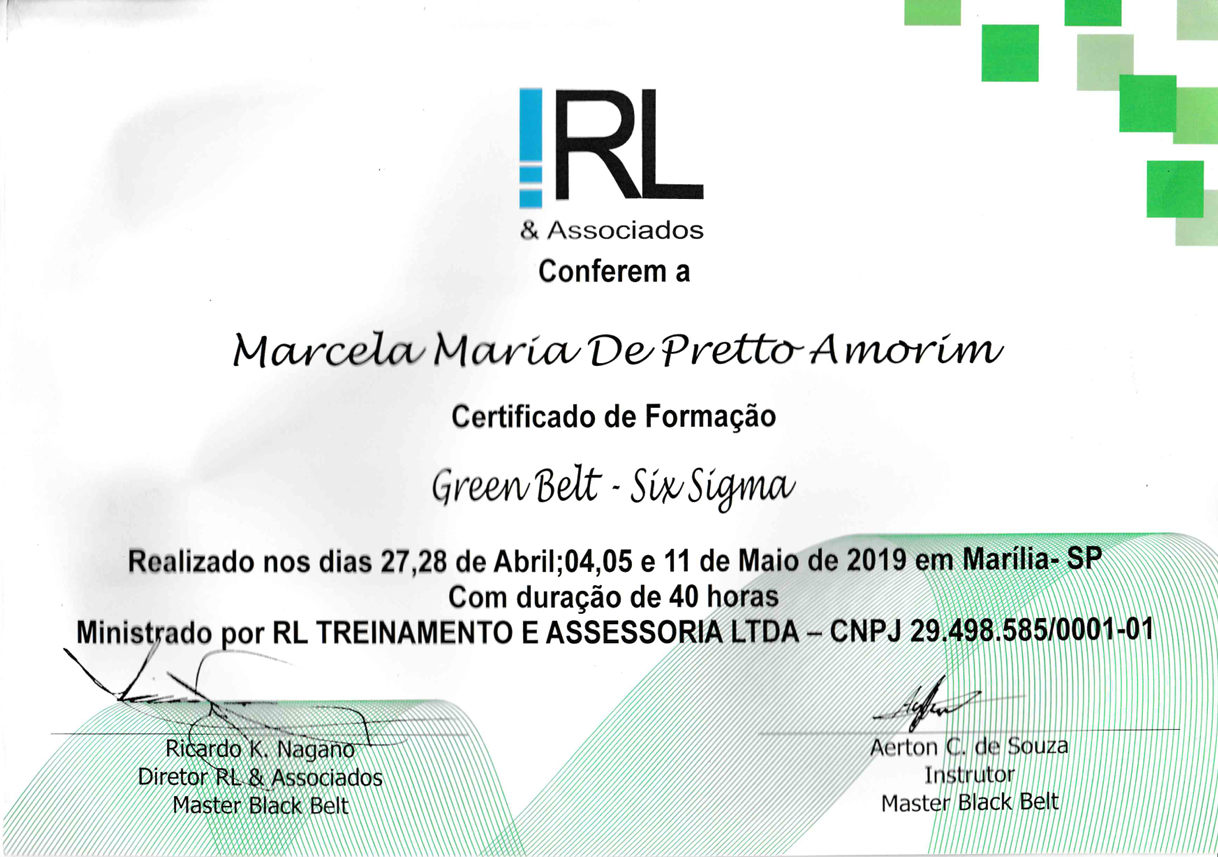 RL
& Associados
Conferem a
Marcela Maria De Pretto Amorim
Certificado de Formação
Green Belt - Six Sigma
Realizado nos dias 27,28 de Abril;04,05 e 11 de Maio de 2019 em Marília- SP
Com duração de 40 horas
Ministrado por RL TREINAMENTO E ASSESSORIA LTDA – CNPJ 29.498.585/0001-01
Ricardo K. Nagano
Diretor RL & Associados
Master Black Belt
Aerton C. de Souza
Instrutor
Master Black Belt